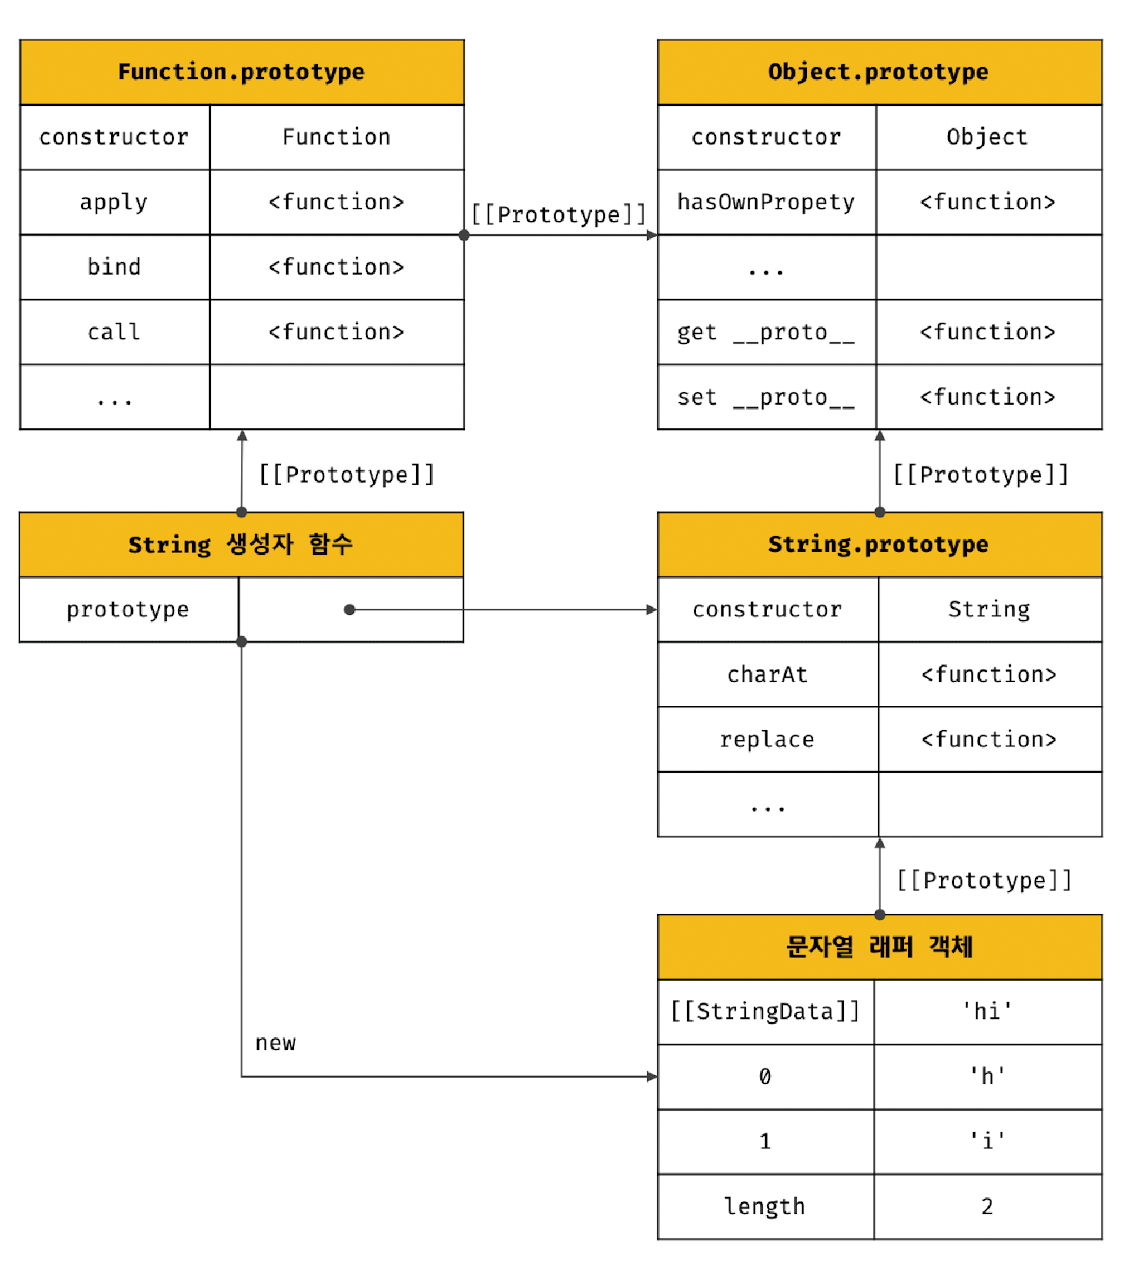 Function.prototype
constructor Function
apply <function>
bind <function>
call <function>
...
[[Prototype]]
Object.prototype
constructor Object
hasOwnPropety <function>
...
get __proto__ <function>
set __proto__ <function>
[[Prototype]]
[[Prototype]]
String 생성자 함수
prototype
String.prototype
constructor String
charAt <function>
replace <function>
...
[[Prototype]]
new
문자열 래퍼 객체
[[StringData]] 'hi'
0 'h'
1 'i'
length 2